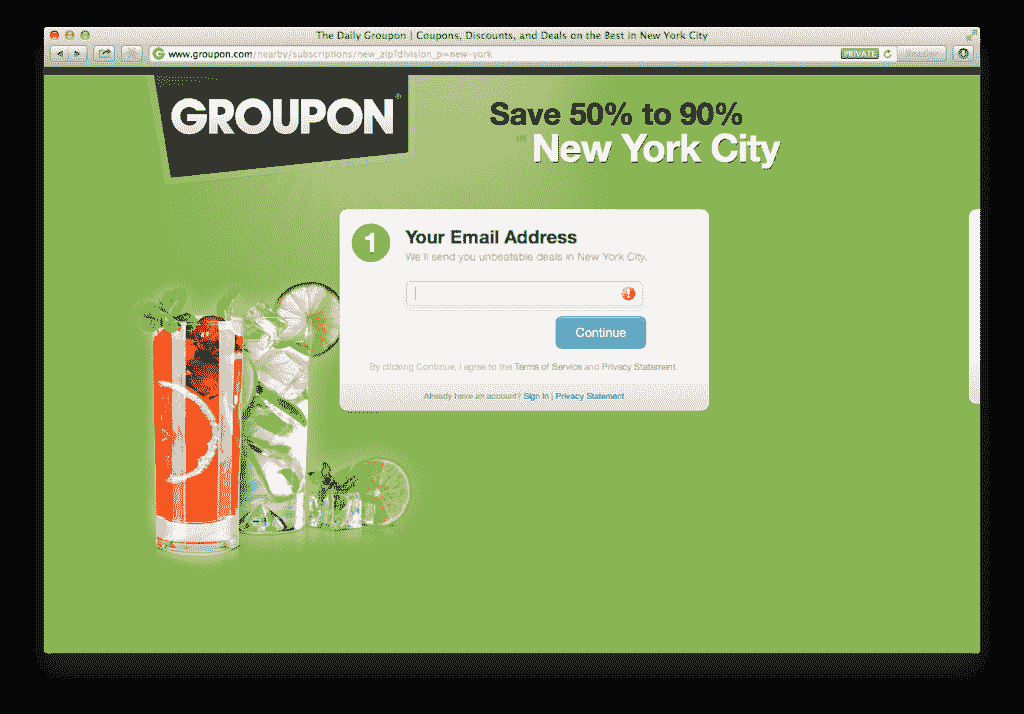 The Daily Groupon | Coupons, Discounts, and Deals on the Best in New York City
www.groupon.com/nearby/subscriptions/new_zip?division_p=new-york
PRIVATE
Reader
GROUPON®
Save 50% to 90%
IN
New York City
1
Your Email Address
We'll send you unbeatable deals in New York City.
Continue
By clicking Continue, I agree to the Terms of Service and Privacy Statement.
Already have an account? Sign In | Privacy Statement